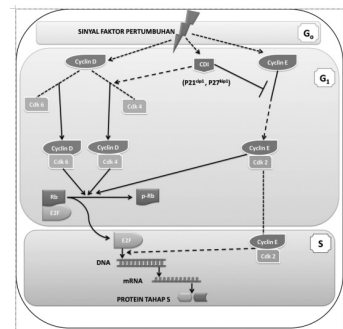 SINYAL FAKTOR PERTUMBUHAN
G₀
Cyclin D
CDI
Cyclin E
(P21ᶜⁱᵖ¹, P27ᵏⁱᵖ¹)
G₁
Cdk 6
Cdk 4
Cyclin D
Cdk 6
Cyclin D
Cdk 4
Cyclin E
Cdk 2
Rb
E2F
p-Rb
E2F
S
Cyclin E
Cdk 2
DNA
mRNA
PROTEIN TAHAP S